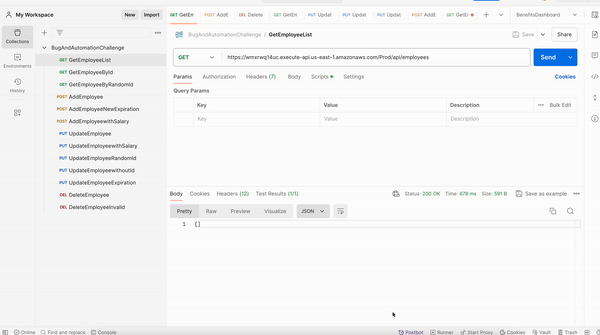 My Workspace New Import GET GetEm POST AddE DEL Delete GET GetEm PUT Updat PUT Updat PUT Updat POST AddE GET GetEr BenefitsDashboard
Collections
Environments
History
BugAndAutomationChallenge
GET GetEmployeeList
GET GetEmployeeById
GET GetEmployeeByRandomId
POST AddEmployee
POST AddEmployeeNewExpiration
POST AddEmployeewithSalary
PUT UpdateEmployee
PUT UpdateEmployeewithSalary
PUT UpdateEmployeeRandomId
PUT UpdateEmployeewithoutId
PUT UpdateEmployeeExpiration
DEL DeleteEmployee
DEL DeleteEmployeeInvalid
BugAndAutomationChallenge / GetEmployeeList Save Share
GET https://wmxrwq14uc.execute-api.us-east-1.amazonaws.com/Prod/api/employees Send
Params Authorization Headers (7) Body Scripts Settings Cookies
Query Params
Key Value Description Bulk Edit
Key Value Description
Body Cookies Headers (12) Test Results (1/1) Status: 200 OK Time: 678 ms Size: 591 B Save as example
Pretty Raw Preview Visualize JSON
1 []
Online Find and replace Console Postbot Runner Start Proxy Cookies Vault Trash